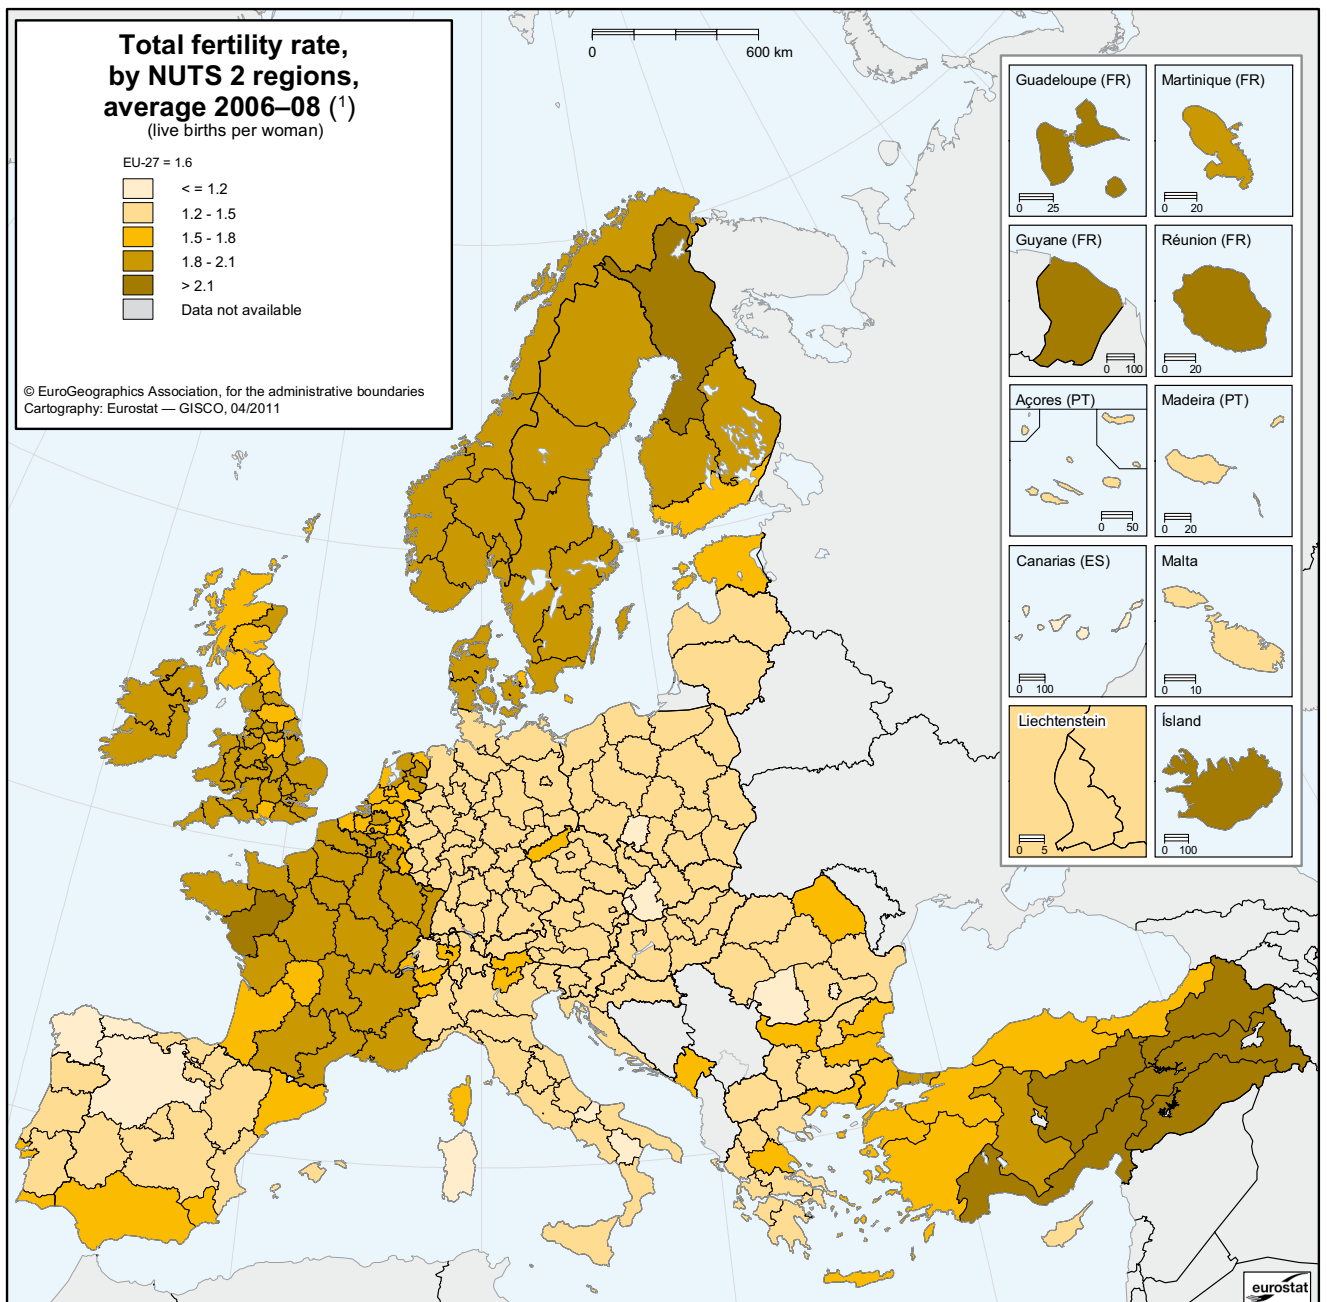 Total fertility rate,
by NUTS 2 regions,
average 2006–08 (¹)
(live births per woman)
EU-27 = 1.6
< = 1.2
1.2 - 1.5
1.5 - 1.8
1.8 - 2.1
> 2.1
Data not available
© EuroGeographics Association, for the administrative boundaries
Cartography: Eurostat — GISCO, 04/2011
0 600 km
Guadeloupe (FR)
0 25
Martinique (FR)
0 20
Guyane (FR)
0 100
Réunion (FR)
0 20
Açores (PT)
0 50
Madeira (PT)
0 20
Canarias (ES)
0 100
Malta
0 10
Liechtenstein
0 5
Ísland
0 100
eurostat